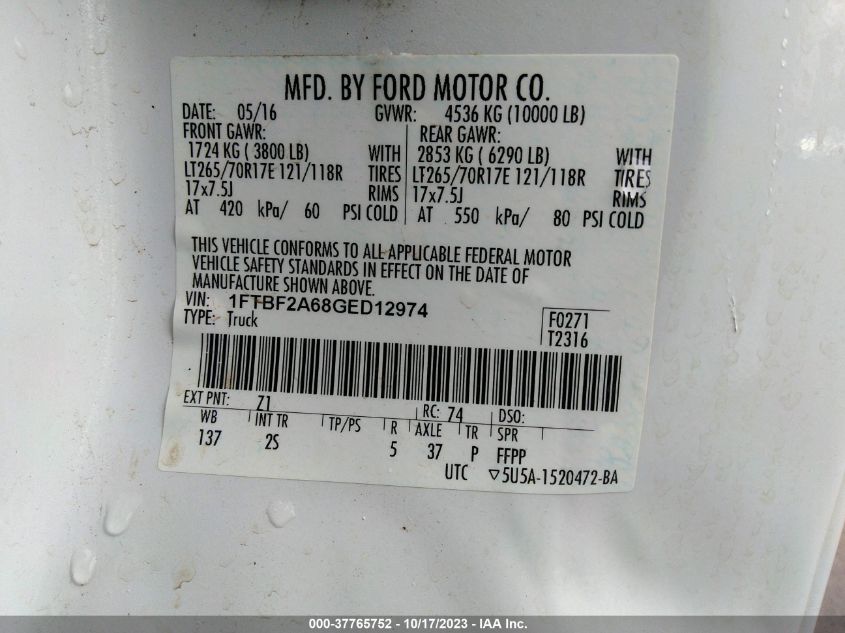 MFD. BY FORD MOTOR CO.
DATE: 05/16 GVWR: 4536 KG (10000 LB)
FRONT GAWR: REAR GAWR:
1724 KG ( 3800 LB) WITH 2853 KG ( 6290 LB) WITH
LT265/70R17E 121/118R TIRES LT265/70R17E 121/118R TIRES
17x7.5J RIMS 17x7.5J RIMS
AT 420 kPa/ 60 PSI COLD AT 550 kPa/ 80 PSI COLD
THIS VEHICLE CONFORMS TO ALL APPLICABLE FEDERAL MOTOR
VEHICLE SAFETY STANDARDS IN EFFECT ON THE DATE OF
MANUFACTURE SHOWN ABOVE.
VIN: 1FTBF2A68GED12974
TYPE: Truck
F0271
T2316
EXT PNT: Z1 RC: 74 DSO:
WB INT TR TP/PS R AXLE TR SPR
137 2S 5 37 P FFPP
UTC ▽5U5A-1520472-BA
000-37765752 - 10/17/2023 - IAA Inc.